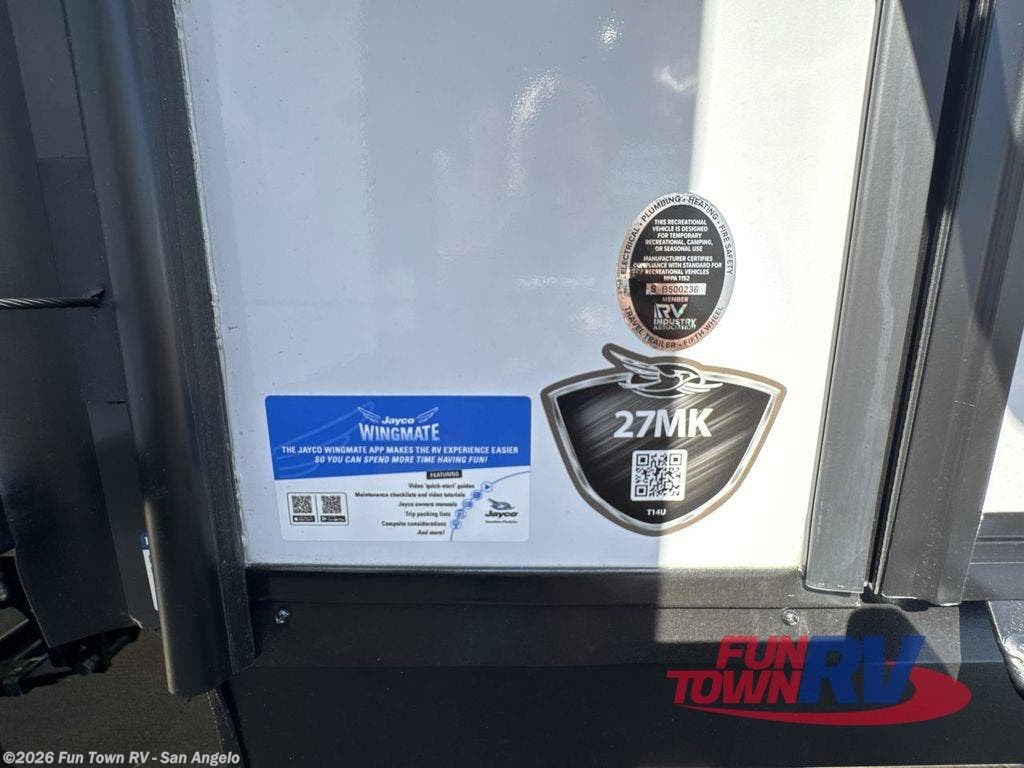 ELECTRICAL • PLUMBING • HEATING • FIRE SAFETY
THIS RECREATIONAL
VEHICLE IS DESIGNED
FOR TEMPORARY
RECREATIONAL, CAMPING,
OR SEASONAL USE
MANUFACTURER CERTIFIES
COMPLIANCE WITH STANDARD FOR
RECREATIONAL VEHICLES
NFPA 1192
S B500236
MEMBER
RV
INDUSTRY
ASSOCIATION
TRAVEL TRAILER • FIFTH WHEEL
27MK
T14U
Jayco
WINGMATE
THE JAYCO WINGMATE APP MAKES THE RV EXPERIENCE EASIER
SO YOU CAN SPEND MORE TIME HAVING FUN!
FEATURING
Video 'quick-start' guides
Maintenance checklists and video tutorials
Jayco owners manuals
Trip packing lists
Campsite considerations
And more!
Jayco
FUN
TOWN RV
©2026 Fun Town RV - San Angelo